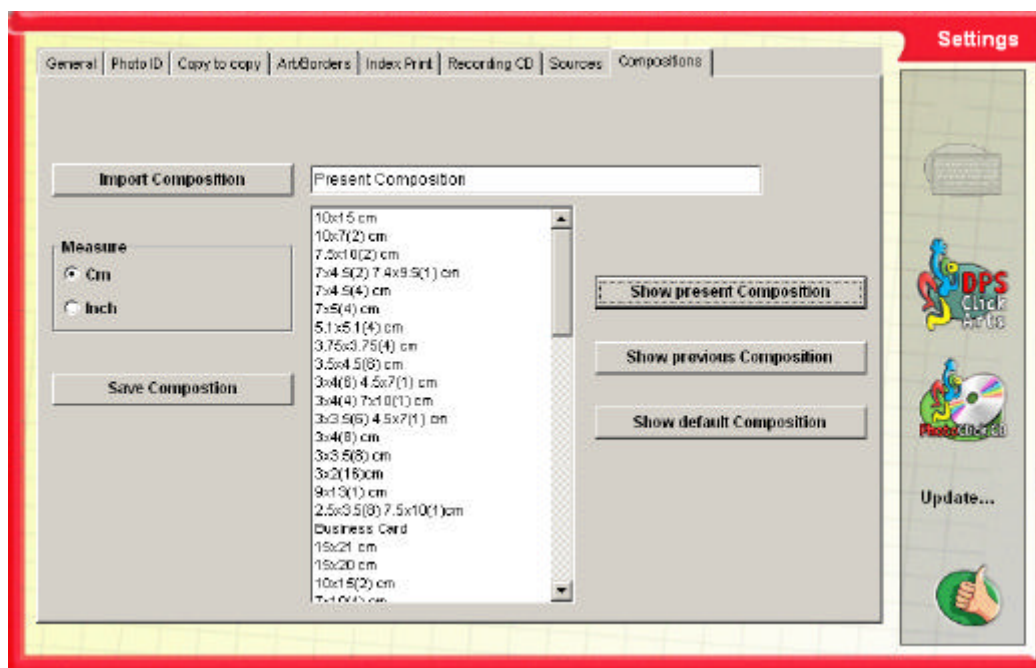 Settings
General Photo ID Copy to copy Art/Borders Index Print Recording CD Sources Compositions
Import Composition
Present Composition
Measure
Cm
Inch
Save Compostion
10x15 cm
10x7(2) cm
7.5x10(2) cm
7x4.5(2) 7.4x9.5(1) cm
7x4.5(4) cm
7x5(4) cm
5.1x5.1(4) cm
3.75x3.75(4) cm
3.5x4.5(6) cm
3x4(6) 4.5x7(1) cm
3x4(4) 7x10(1) cm
3x3.5(6) 4.5x7(1) cm
3x4(8) cm
3x3.5(8) cm
3x2(16)cm
9x13(1) cm
2.5x3.5(8) 7.5x10(1)cm
Business Card
15x21 cm
15x20 cm
10x15(2) cm
Show present Composition
Show previous Composition
Show default Composition
DPS
Click
Arts
Update...